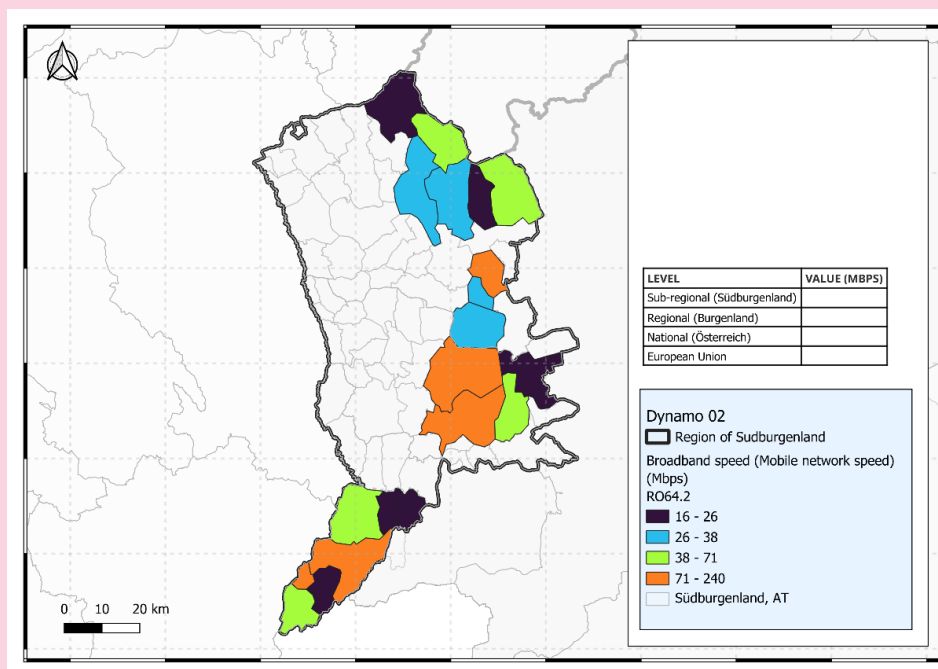 LEVEL VALUE (MBPS)
Sub-regional (Südburgenland)
Regional (Burgenland)
National (Österreich)
European Union
Dynamo 02
Region of Sudburgenland
Broadband speed (Mobile network speed)
(Mbps)
RO64.2
16 - 26
26 - 38
38 - 71
71 - 240
Südburgenland, AT
0 10 20 km